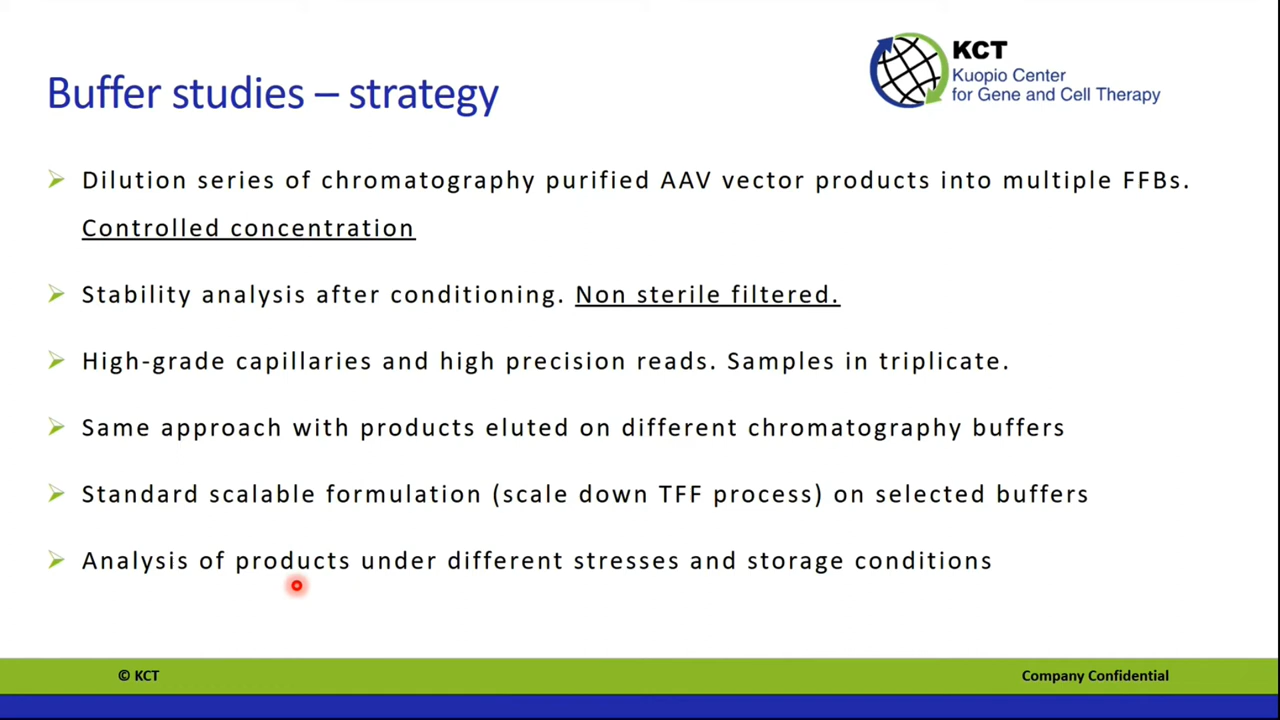 KCT
Kuopio Center
for Gene and Cell Therapy
Buffer studies – strategy
Dilution series of chromatography purified AAV vector products into multiple FFBs.
Controlled concentration
Stability analysis after conditioning. Non sterile filtered.
High-grade capillaries and high precision reads. Samples in triplicate.
Same approach with products eluted on different chromatography buffers
Standard scalable formulation (scale down TFF process) on selected buffers
Analysis of products under different stresses and storage conditions
© KCT
Company Confidential